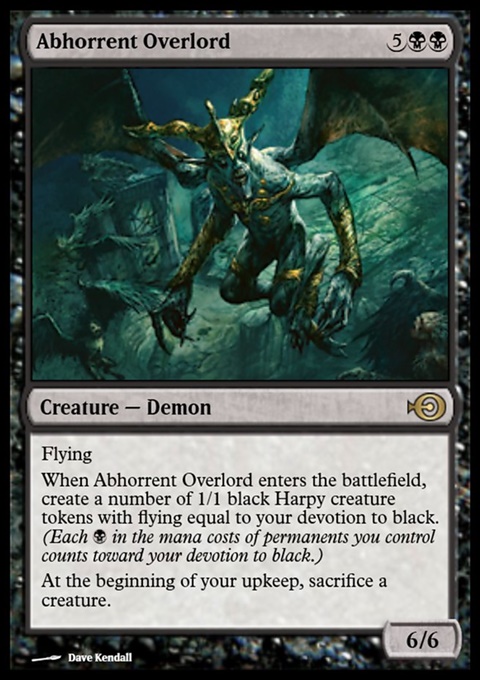 Abhorrent Overlord 5
Creature — Demon
Flying
When Abhorrent Overlord enters the battlefield,
create a number of 1/1 black Harpy creature
tokens with flying equal to your devotion to black.
(Each in the mana costs of permanents you control
counts toward your devotion to black.)
At the beginning of your upkeep, sacrifice a
creature.
6/6
Dave Kendall